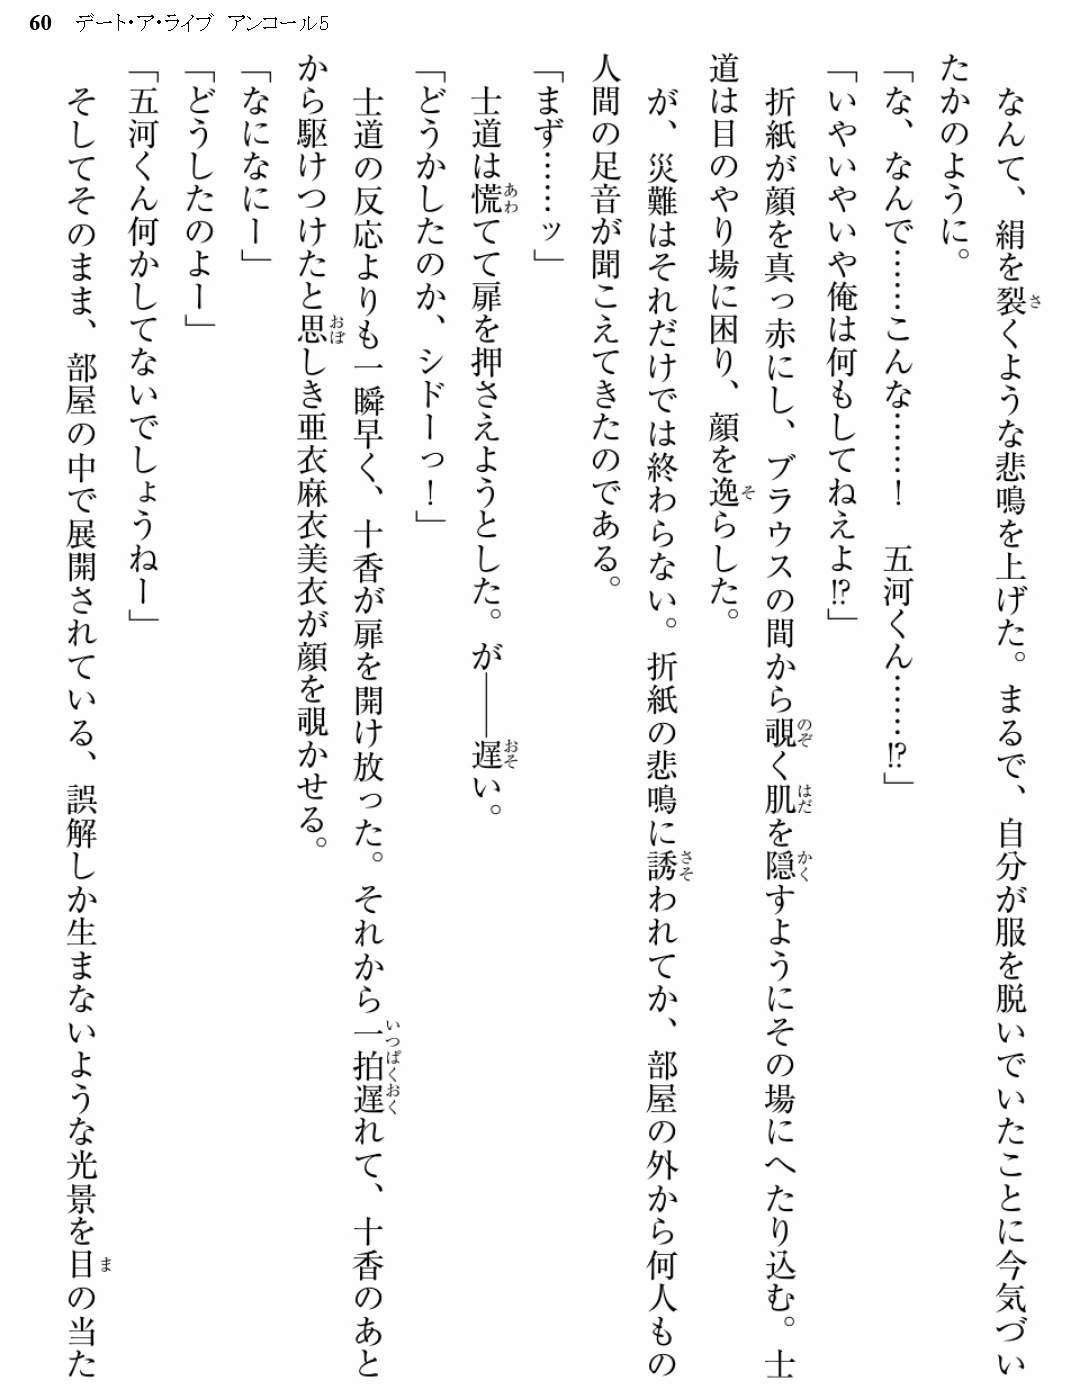 60 デート・ア・ライブ アンコール5
なんて、絹を裂くような悲鳴を上げた。まるで、自分が服を脱いでいたことに今気づい
たかのように。
「な、なんで……こんな……！　五河くん……⁉」
「いやいやいや俺は何もしてねえよ⁉」
折紙が顔を真っ赤にし、ブラウスの間から覗く肌を隠すようにその場にへたり込む。士
道は目のやり場に困り、顔を逸らした。
が、災難はそれだけでは終わらない。折紙の悲鳴に誘われてか、部屋の外から何人もの
人間の足音が聞こえてきたのである。
「まず……ッ」
士道は慌てて扉を押さえようとした。が――遅い。
「どうかしたのか、シドーっ！」
士道の反応よりも一瞬早く、十香が扉を開け放った。それから一拍遅れて、十香のあと
から駆けつけたと思しき亜衣麻衣美衣が顔を覗かせる。
「なになにー」
「どうしたのよー」
「五河くん何かしてないでしょうねー」
そしてそのまま、部屋の中で展開されている、誤解しか生まないような光景を目の当た